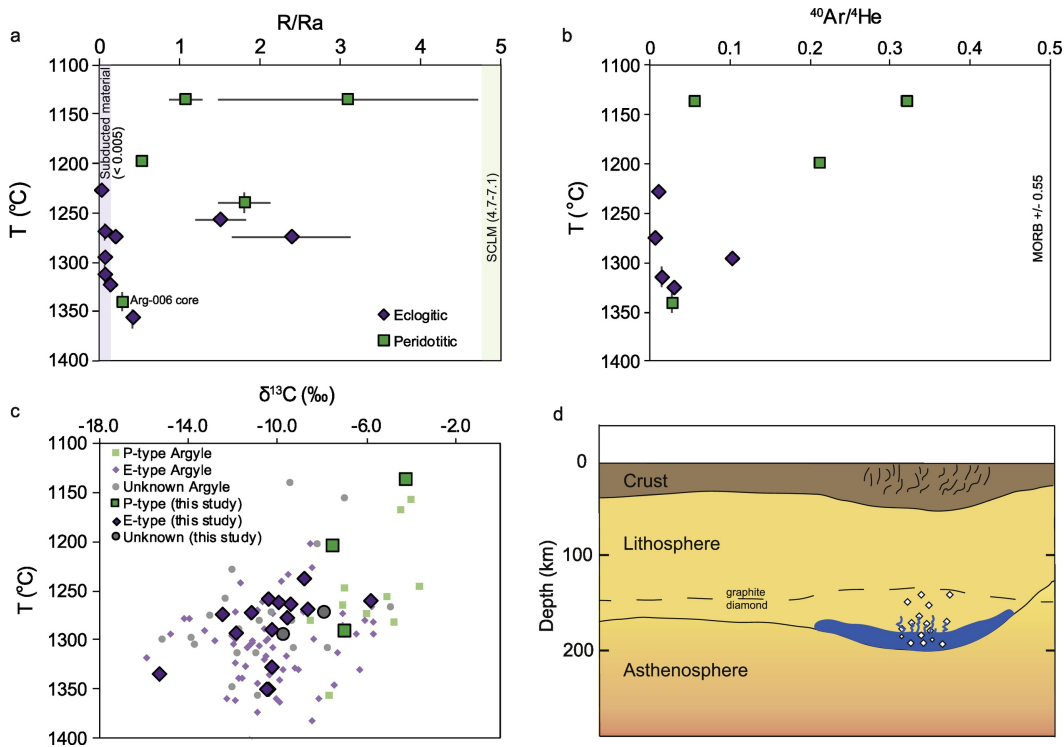 a
R/Ra
0 1 2 3 4 5
1100
1150
1200
1250
1300
1350
1400
T (ºC)
Subducted material
(< 0.005)
SCLM (4.7-7.1)
Arg-006 core
Eclogitic
Peridotitic
b
⁴⁰Ar/⁴He
0 0.1 0.2 0.3 0.4 0.5
1100
1150
1200
1250
1300
1350
1400
T (°C)
MORB +/- 0.55
c
δ¹³C (‰)
-18.0 -14.0 -10.0 -6.0 -2.0
1100
1150
1200
1250
1300
1350
1400
T (ºC)
P-type Argyle
E-type Argyle
Unknown Argyle
P-type (this study)
E-type (this study)
Unknown (this study)
d
0
100
200
Depth (km)
Crust
Lithosphere
graphite
diamond
Asthenosphere